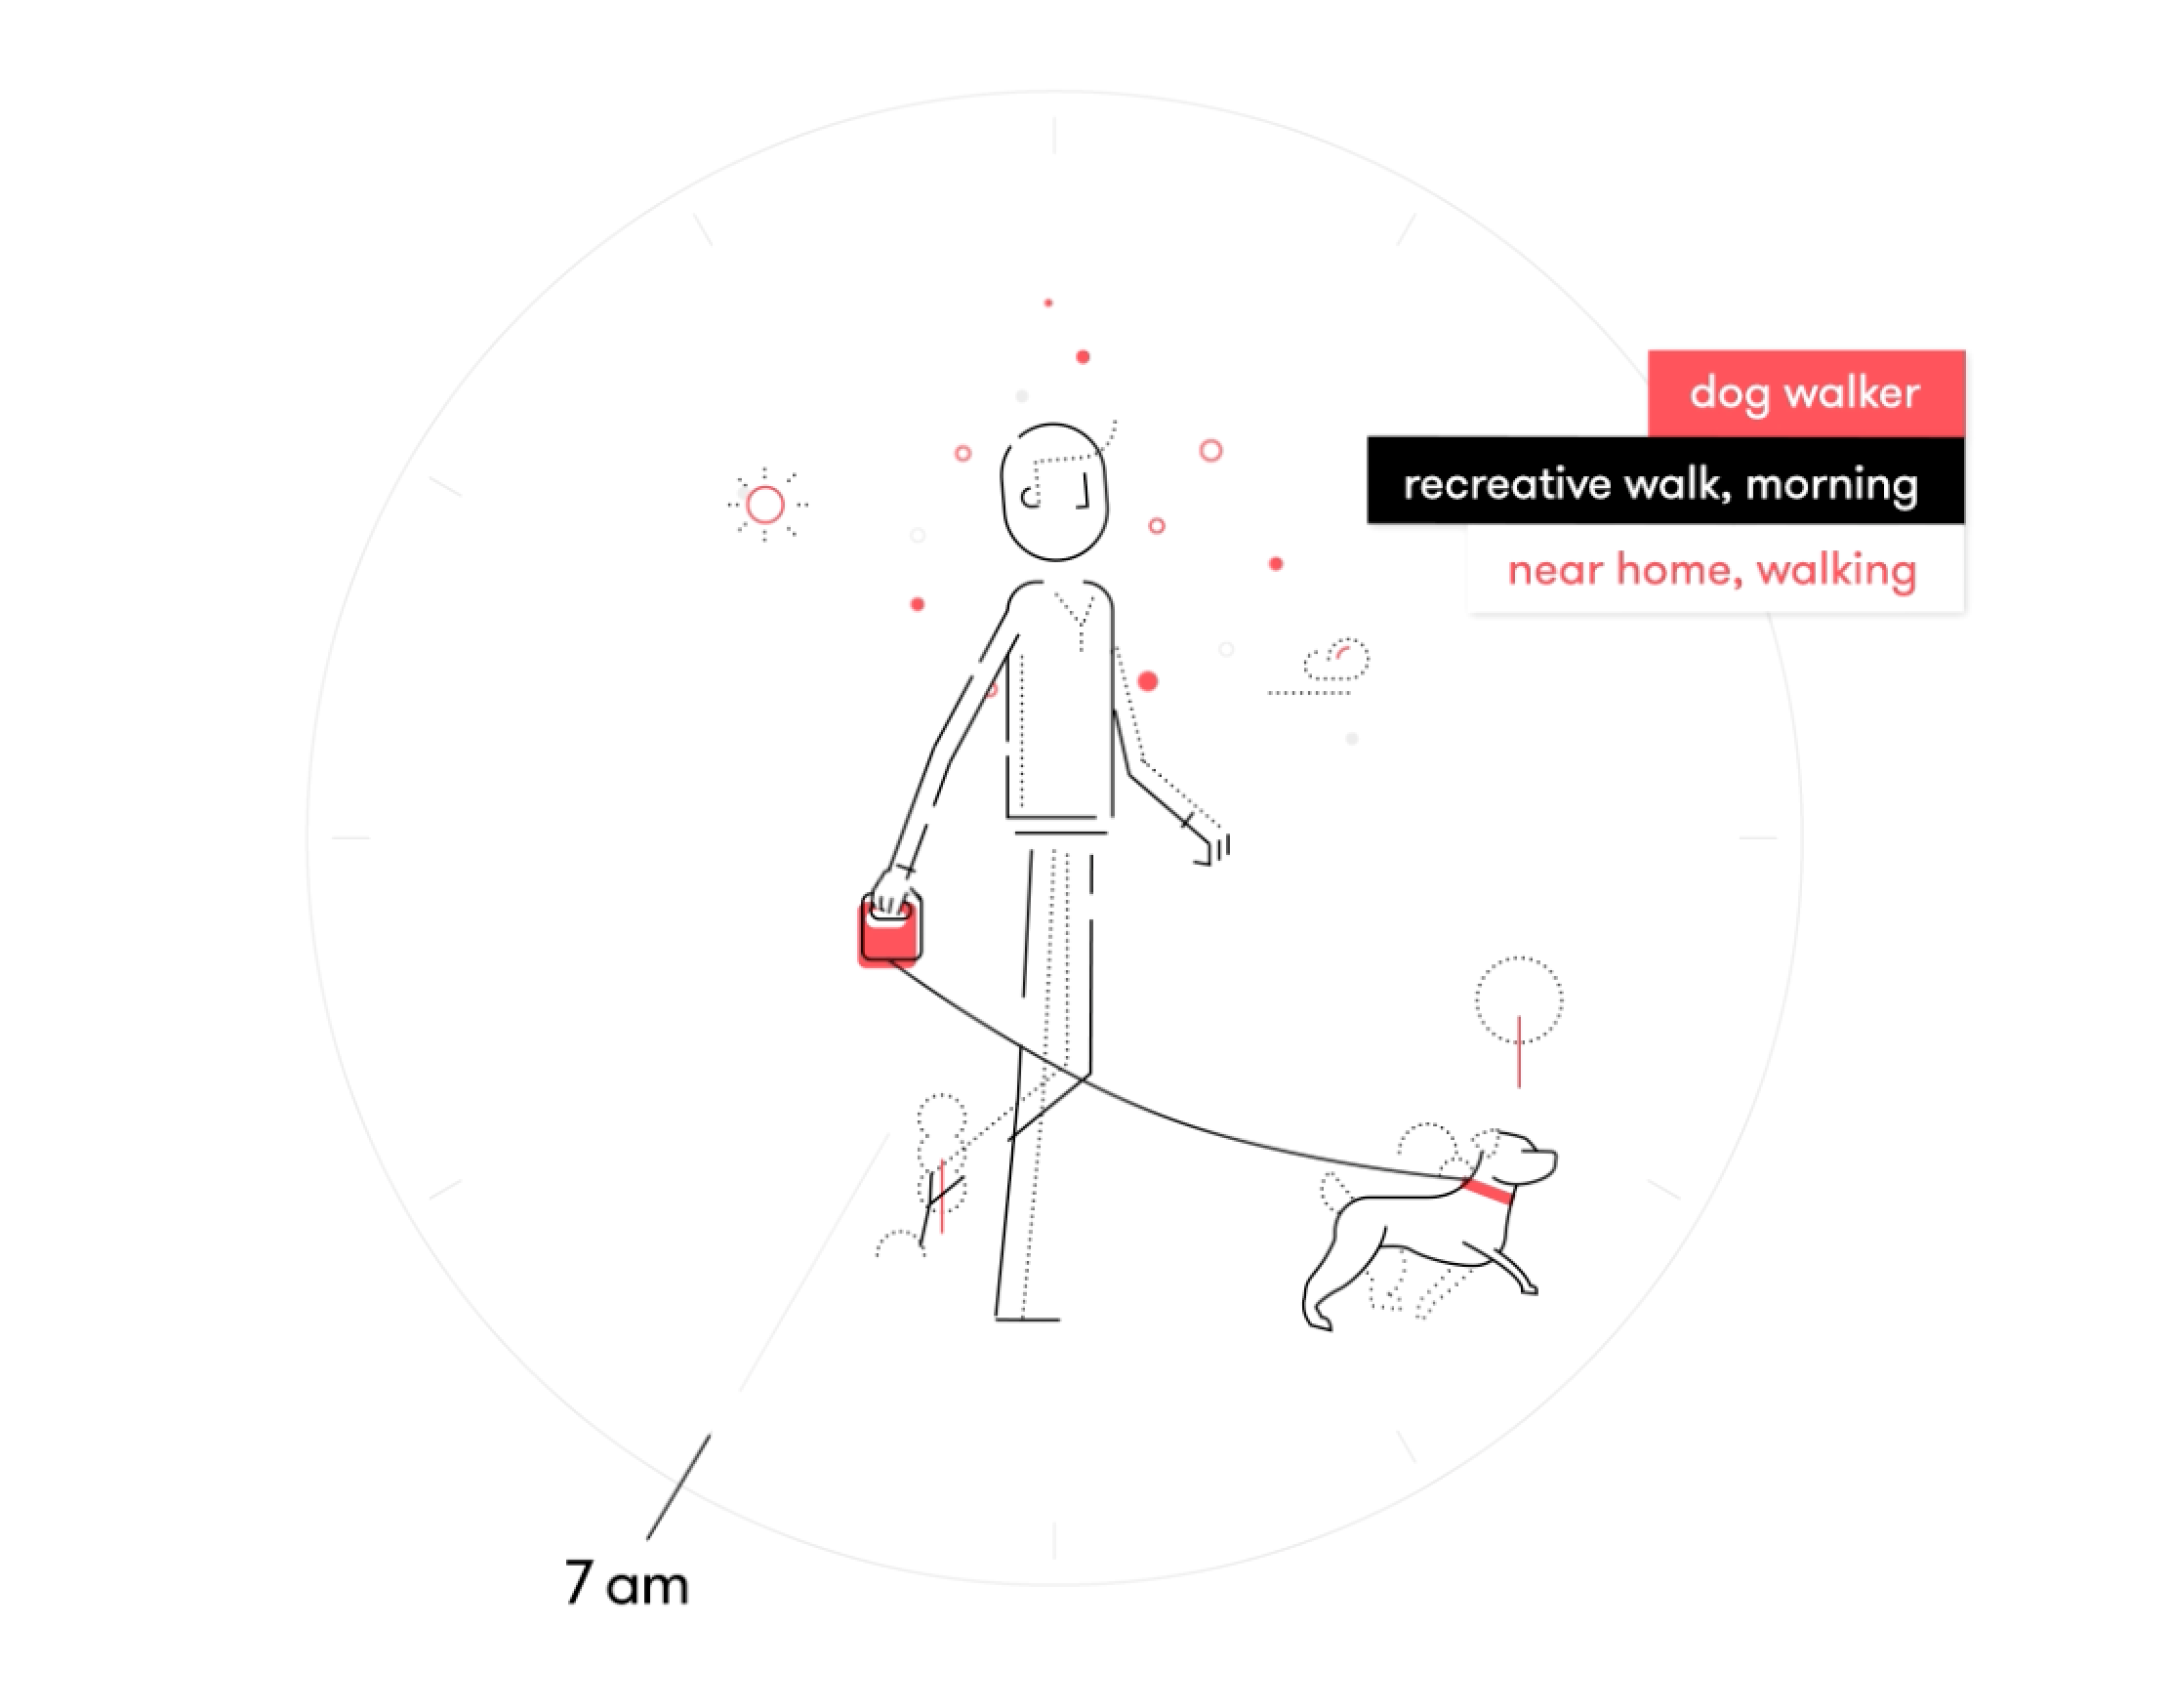 dog walker
recreative walk, morning
near home, walking
7 am